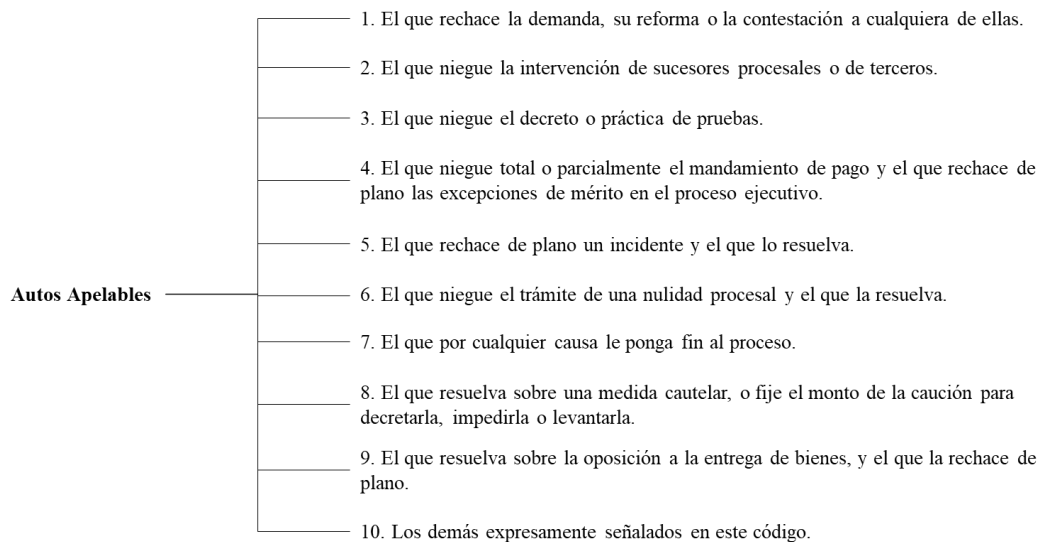 1. El que rechace la demanda, su reforma o la contestación a cualquiera de ellas.
2. El que niegue la intervención de sucesores procesales o de terceros.
3. El que niegue el decreto o práctica de pruebas.
4. El que niegue total o parcialmente el mandamiento de pago y el que rechace de
plano las excepciones de mérito en el proceso ejecutivo.
5. El que rechace de plano un incidente y el que lo resuelva.
Autos Apelables
6. El que niegue el trámite de una nulidad procesal y el que la resuelva.
7. El que por cualquier causa le ponga fin al proceso.
8. El que resuelva sobre una medida cautelar, o fije el monto de la caución para
decretarla, impedirla o levantarla.
9. El que resuelva sobre la oposición a la entrega de bienes, y el que la rechace de
plano.
10. Los demás expresamente señalados en este código.